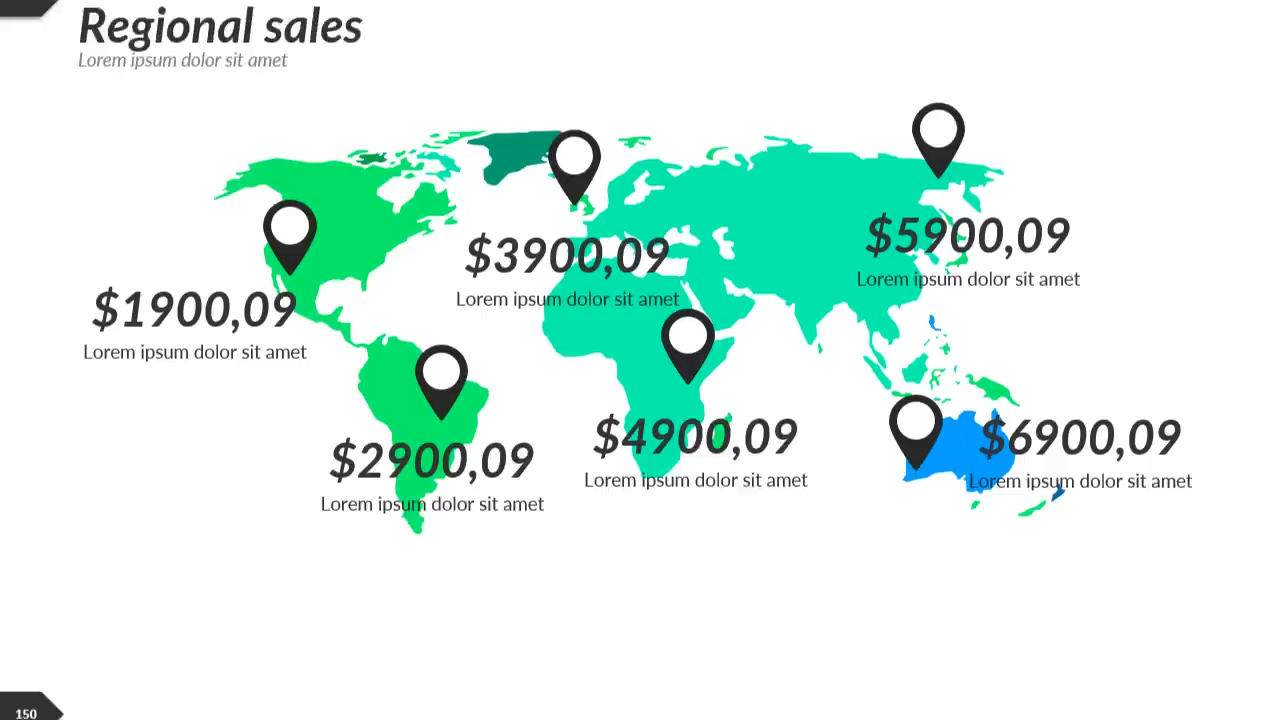 Regional sales
Lorem ipsum dolor sit amet
$5900,09
Lorem ipsum dolor sit amet
$3900,09
Lorem ipsum dolor sit amet
$1900,09
Lorem ipsum dolor sit amet
$4900,09
Lorem ipsum dolor sit amet
$6900,09
Lorem ipsum dolor sit amet
$2900,09
Lorem ipsum dolor sit amet
150